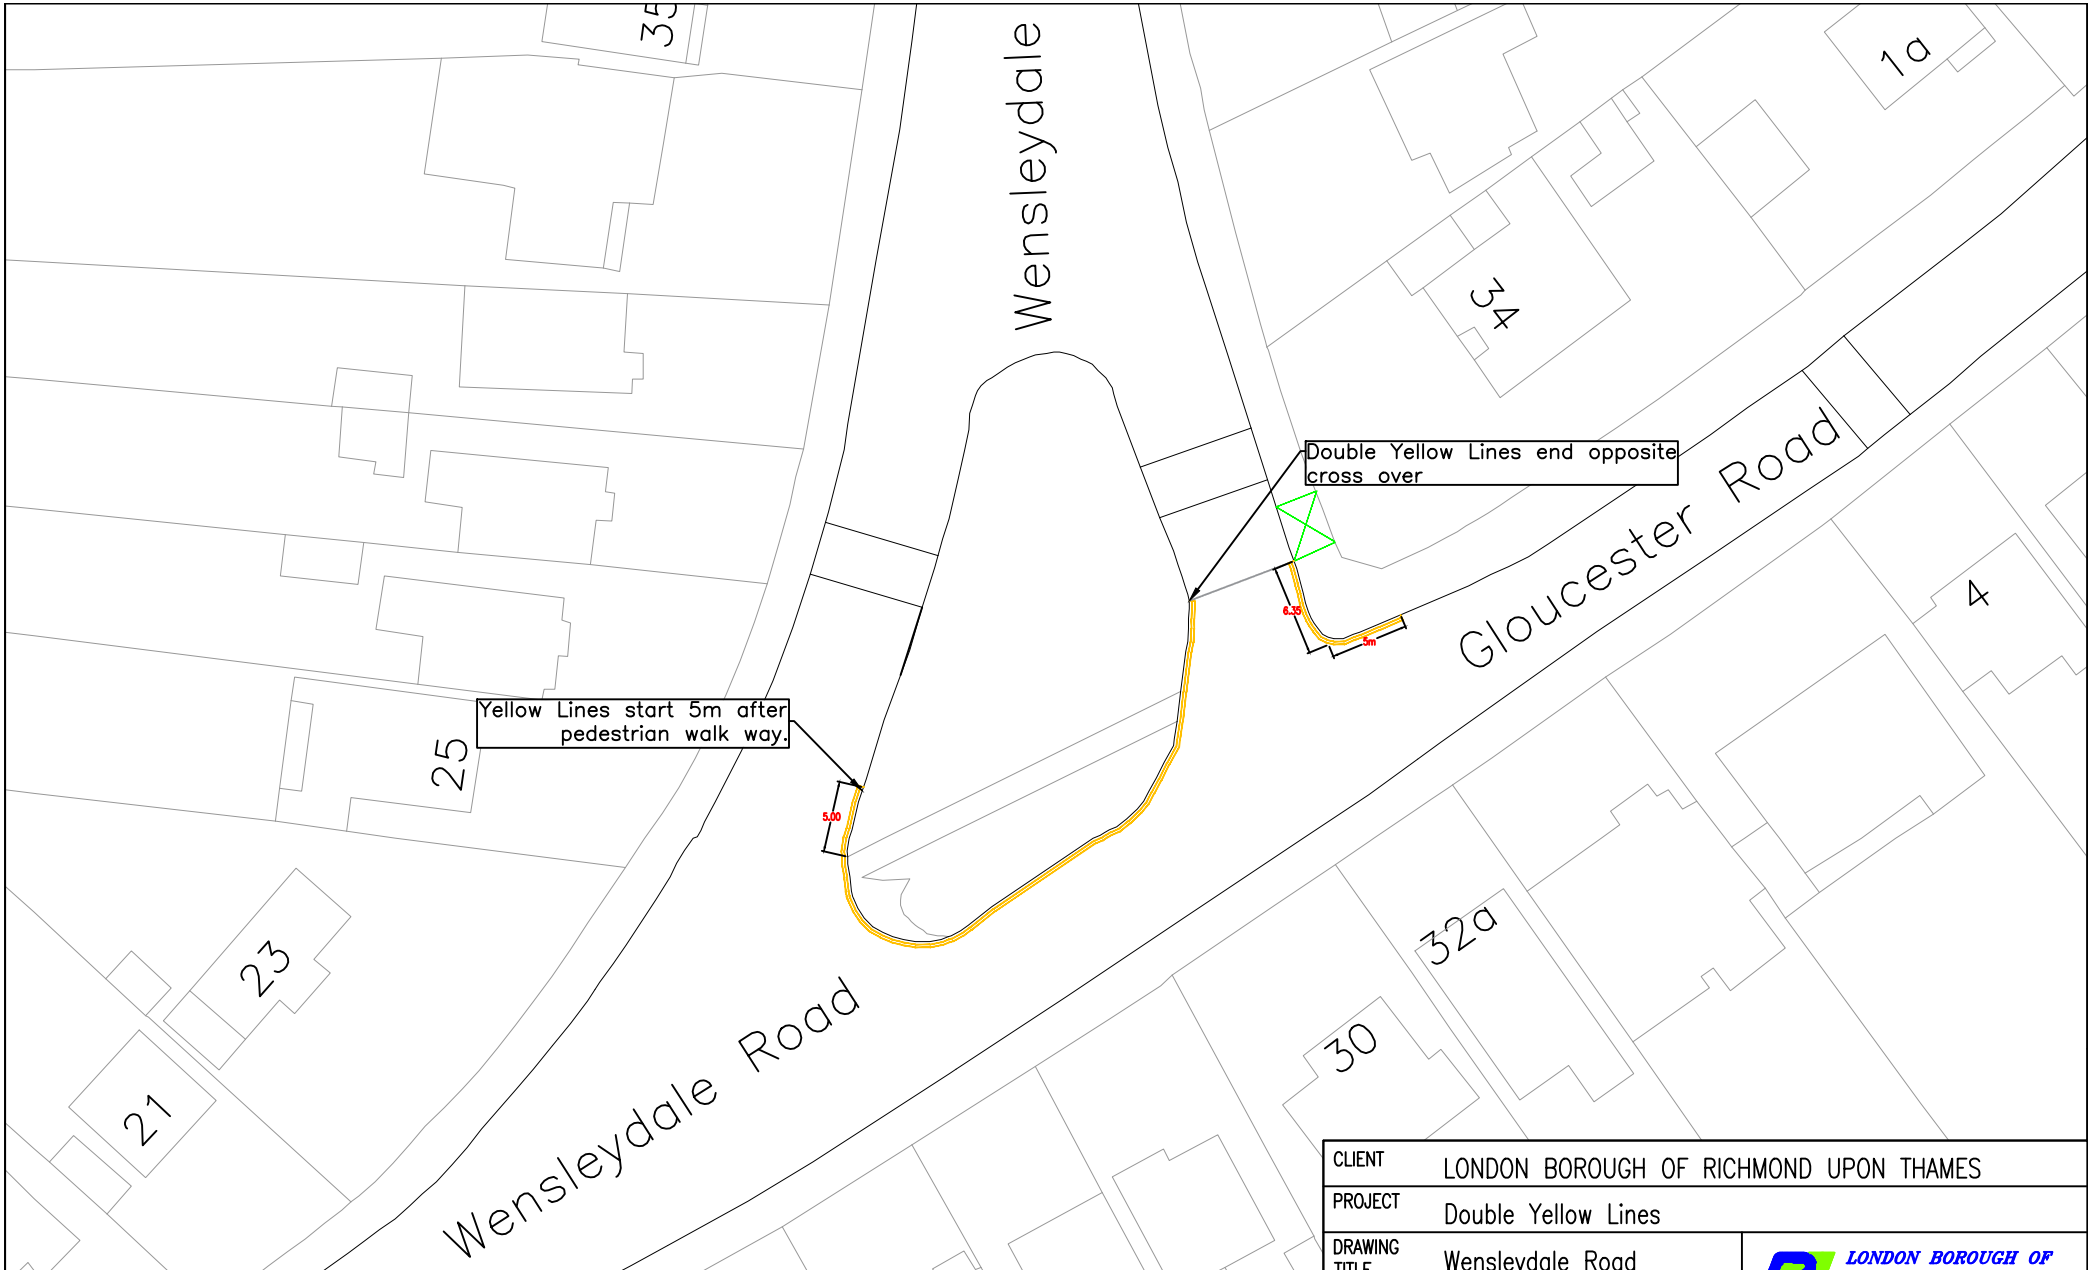 35
Wensleydale
1a
34
Double Yellow Lines end opposite
cross over
Gloucester Road
4
6.35
5m
Yellow Lines start 5m after
pedestrian walk way.
25
5.00
23
32a
30
21
Wensleydale Road
CLIENT LONDON BOROUGH OF RICHMOND UPON THAMES
PROJECT Double Yellow Lines
DRAWING
TITLE Wensleydale Road
LONDON BOROUGH OF